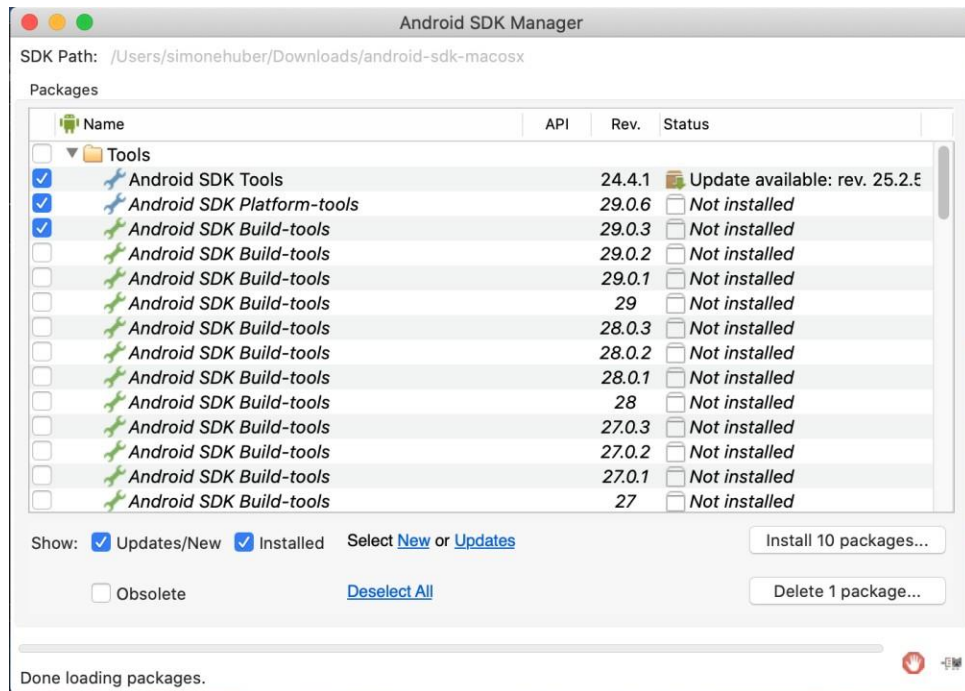 Android SDK Manager
SDK Path: /Users/simonehuber/Downloads/android-sdk-macosx
Packages
Name API Rev. Status
Tools
Android SDK Tools 24.4.1 Update available: rev. 25.2.5
Android SDK Platform-tools 29.0.6 Not installed
Android SDK Build-tools 29.0.3 Not installed
Android SDK Build-tools 29.0.2 Not installed
Android SDK Build-tools 29.0.1 Not installed
Android SDK Build-tools 29 Not installed
Android SDK Build-tools 28.0.3 Not installed
Android SDK Build-tools 28.0.2 Not installed
Android SDK Build-tools 28.0.1 Not installed
Android SDK Build-tools 28 Not installed
Android SDK Build-tools 27.0.3 Not installed
Android SDK Build-tools 27.0.2 Not installed
Android SDK Build-tools 27.0.1 Not installed
Android SDK Build-tools 27 Not installed
Show: Updates/New Installed Select New or Updates Install 10 packages...
Obsolete Deselect All Delete 1 package...
Done loading packages.